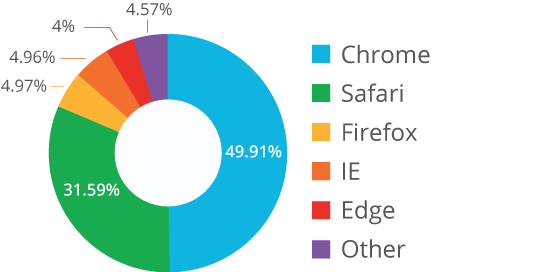 4.57%
4%
4.96%
4.97%
49.91%
31.59%
Chrome
Safari
Firefox
IE
Edge
Other